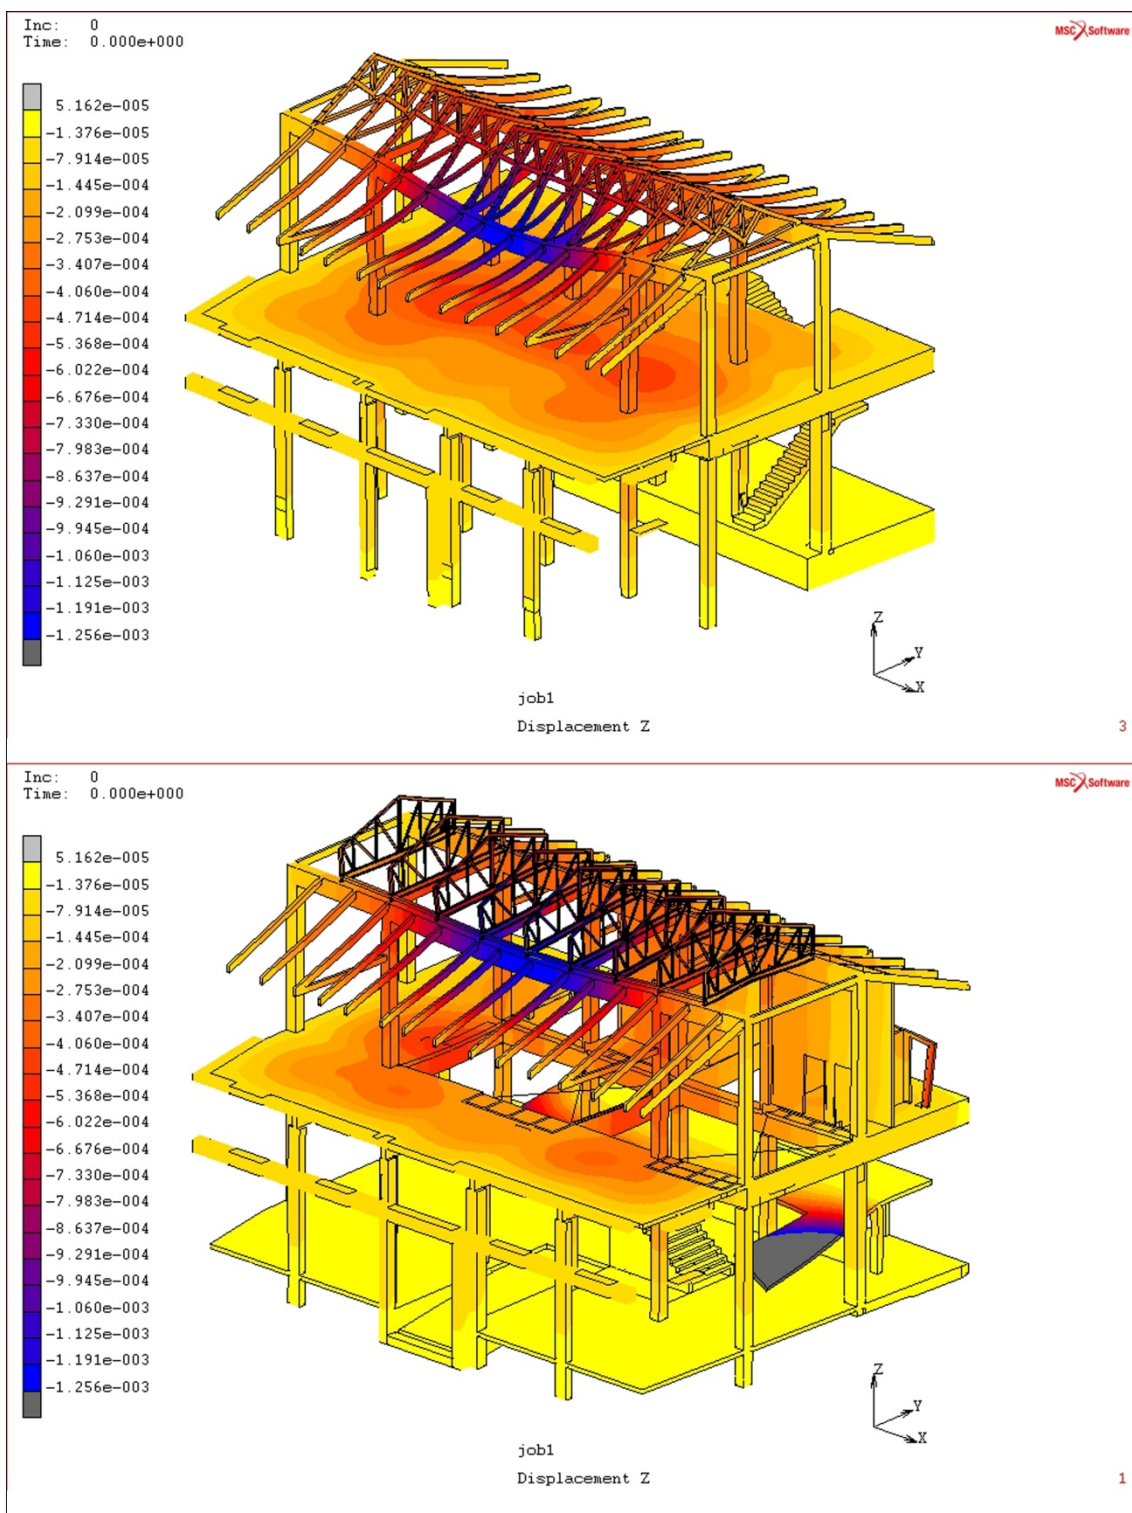 Inc: 0
Time: 0.000e+000
MSC Software
5.162e-005
-1.376e-005
-7.914e-005
-1.445e-004
-2.099e-004
-2.753e-004
-3.407e-004
-4.060e-004
-4.714e-004
-5.368e-004
-6.022e-004
-6.676e-004
-7.330e-004
-7.983e-004
-8.637e-004
-9.291e-004
-9.945e-004
-1.060e-003
-1.125e-003
-1.191e-003
-1.256e-003
Z
Y
X
job1
Displacement Z
3
Inc: 0
Time: 0.000e+000
MSC Software
5.162e-005
-1.376e-005
-7.914e-005
-1.445e-004
-2.099e-004
-2.753e-004
-3.407e-004
-4.060e-004
-4.714e-004
-5.368e-004
-6.022e-004
-6.676e-004
-7.330e-004
-7.983e-004
-8.637e-004
-9.291e-004
-9.945e-004
-1.060e-003
-1.125e-003
-1.191e-003
-1.256e-003
Z
Y
X
job1
Displacement Z
1